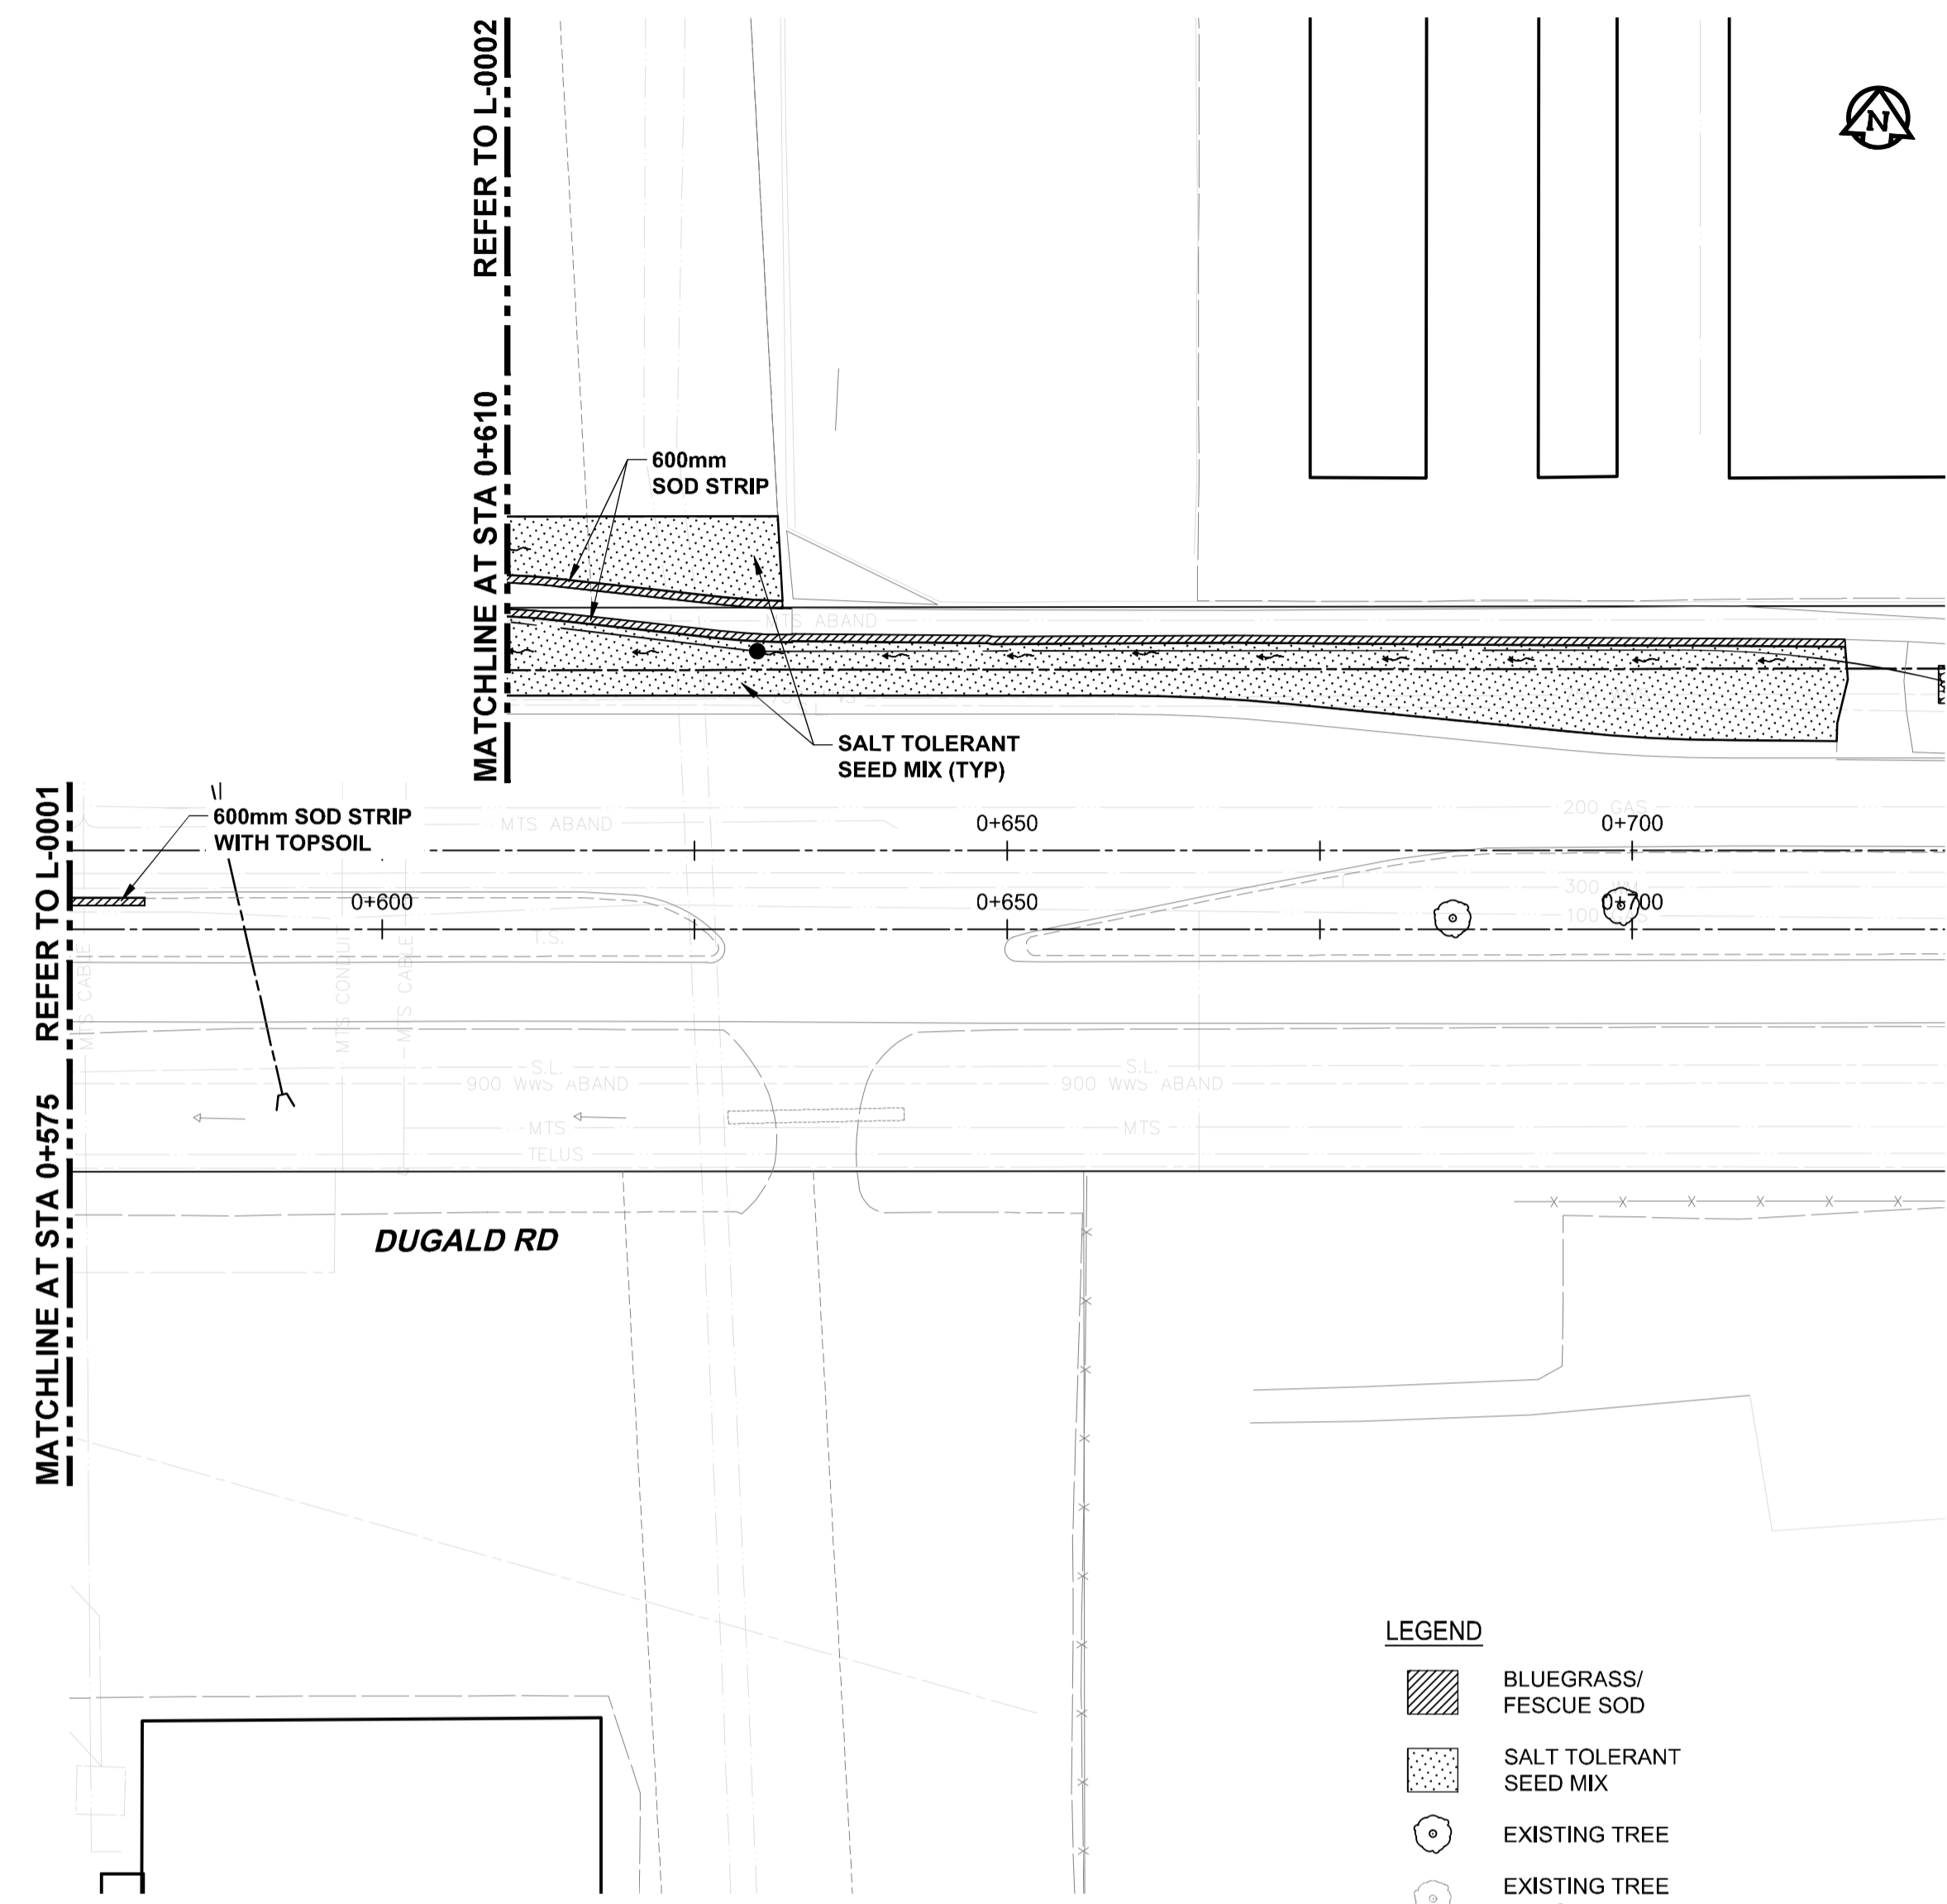 REFER TO L-0002
MATCHLINE AT STA 0+610
N
600mm
SOD STRIP
MTS ABAND
SALT TOLERANT
SEED MIX (TYP)
REFER TO L-0001
MATCHLINE AT STA 0+575
600mm SOD STRIP
WITH TOPSOIL
MTS ABAND
200 GAS
0+650
0+700
300 WM
0+600
0+650
0+700
100 GAS
T.S.
MTS CABLE
MTS CONDUIT
MTS CABLE
S.L.
S.L.
900 WWS ABAND
900 WWS ABAND
MTS
MTS
TELUS
DUGALD RD
LEGEND
BLUEGRASS/
FESCUE SOD
SALT TOLERANT
SEED MIX
EXISTING TREE
EXISTING TREE